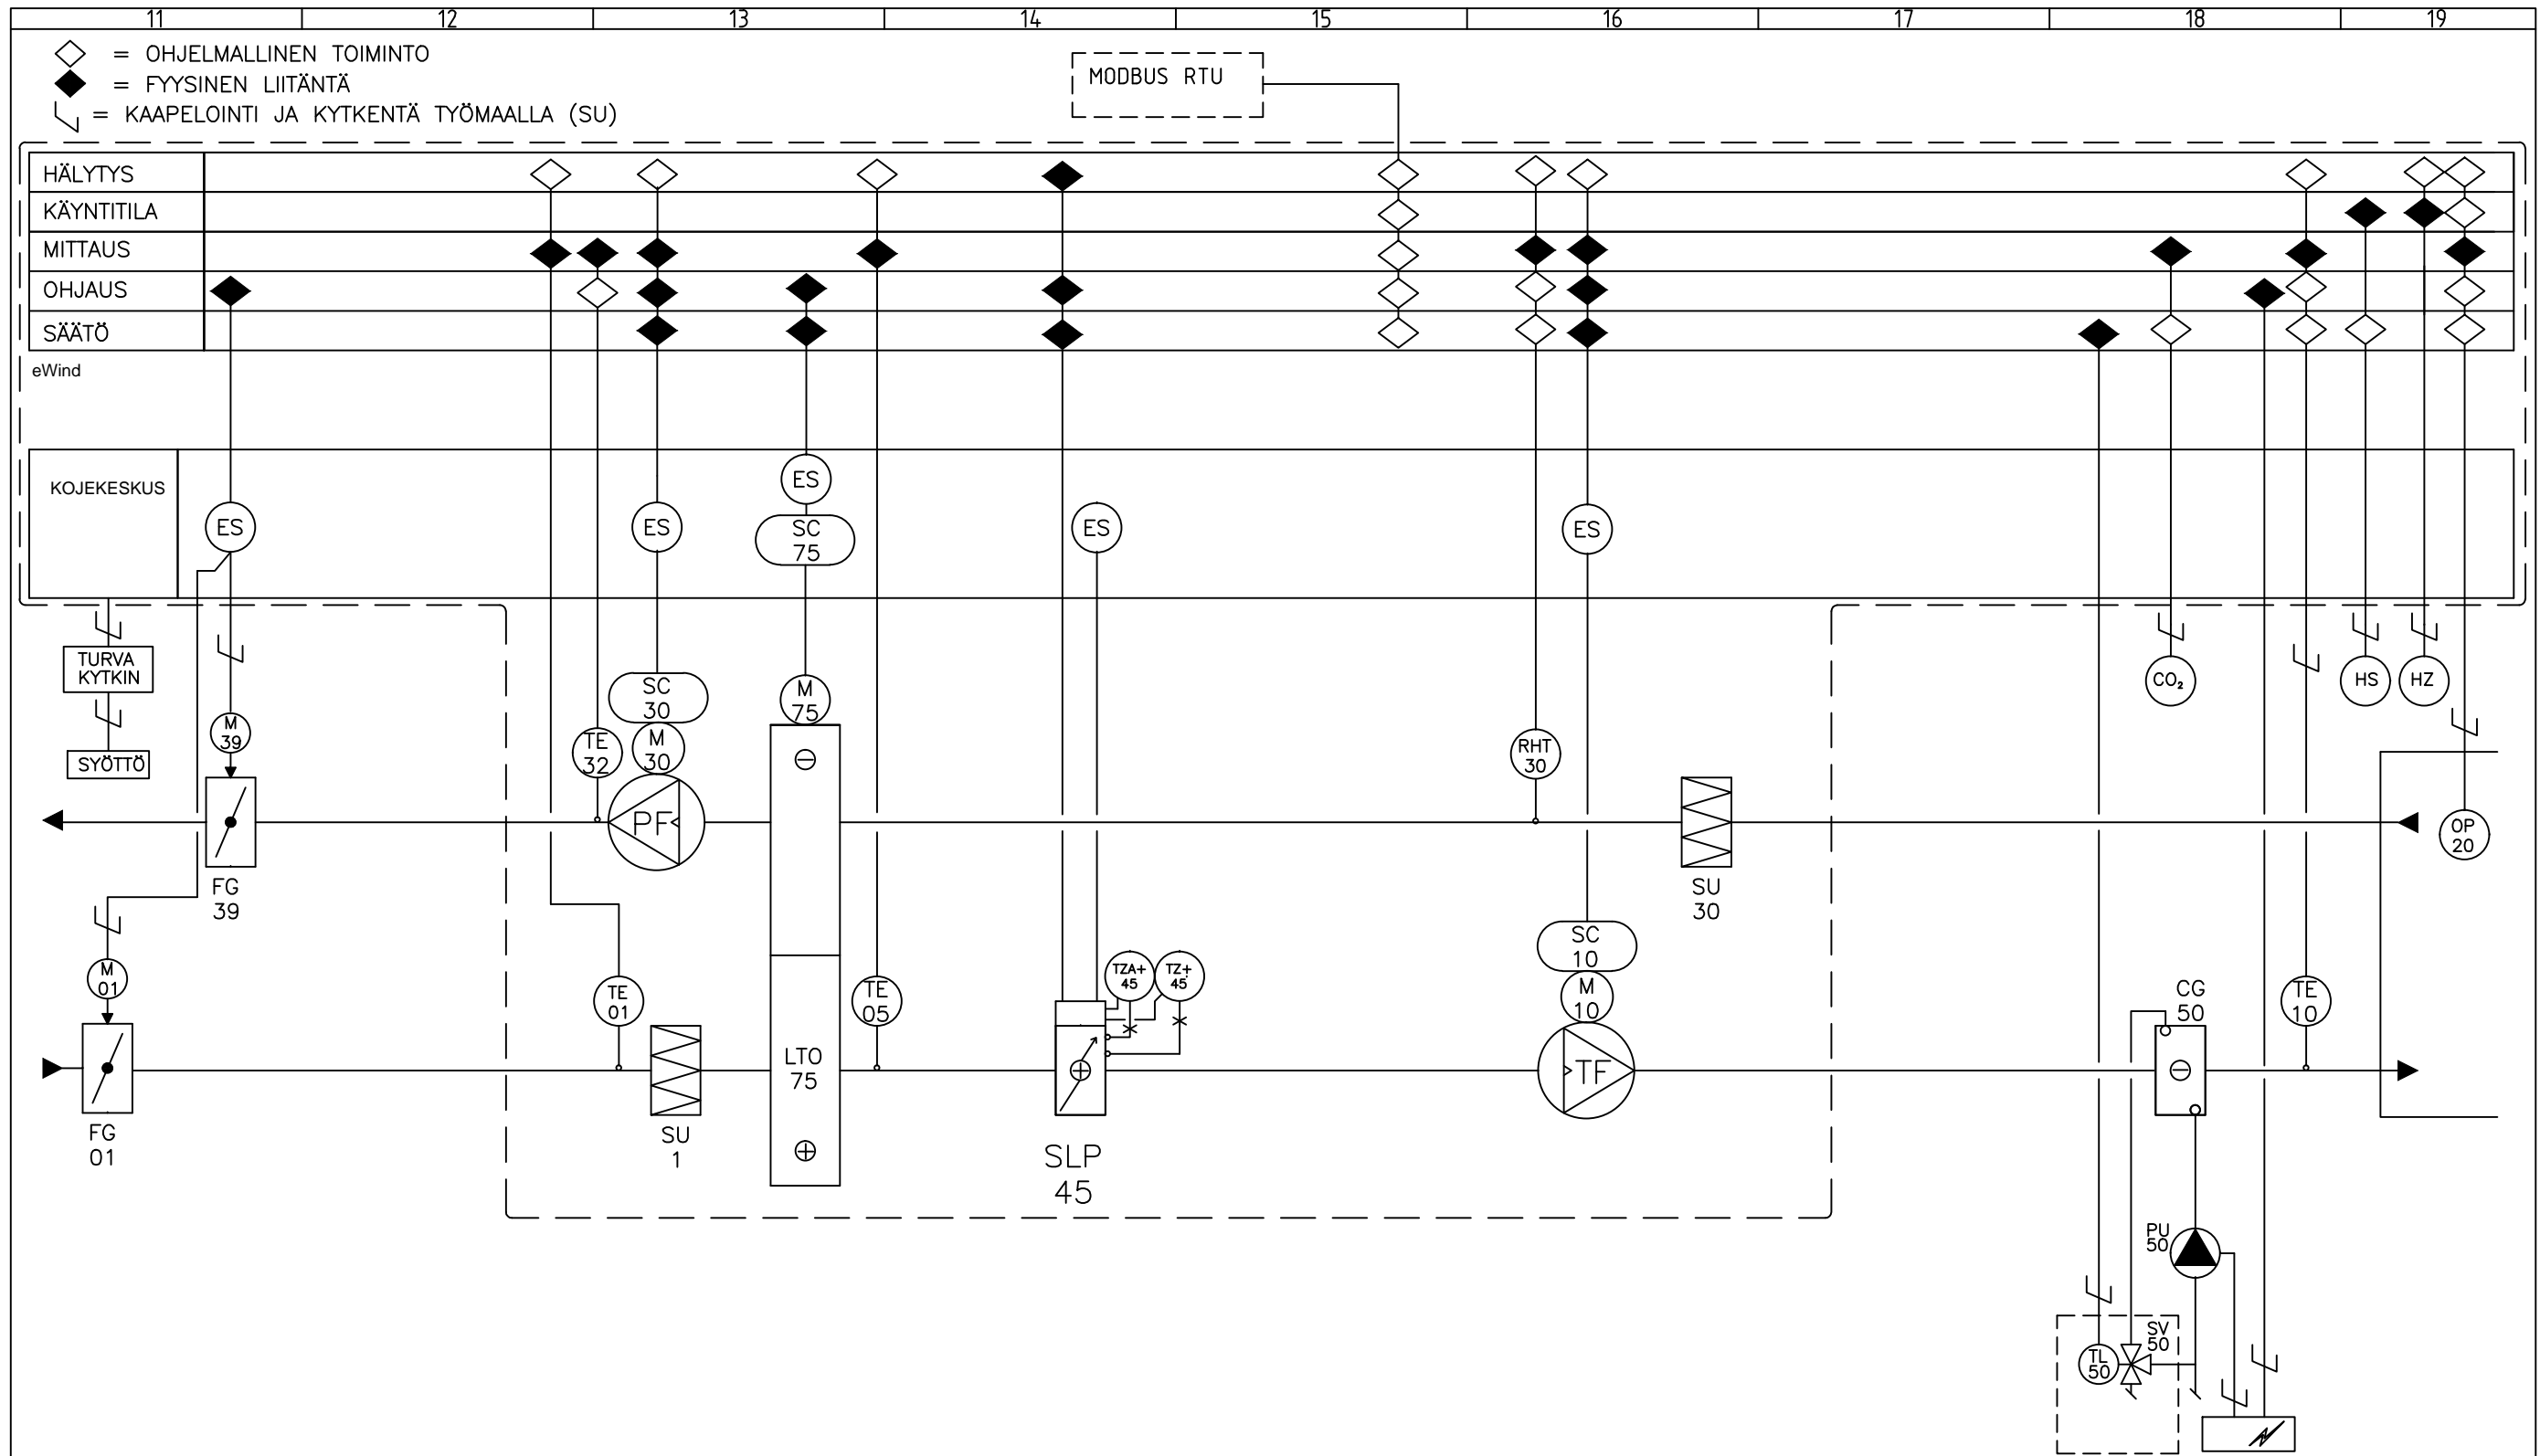 11 12 13 14 15 16 17 18 19
= OHJELMALLINEN TOIMINTO
= FYYSINEN LIITÄNTÄ
= KAAPELOINTI JA KYTKENTÄ TYÖMAALLA (SU)
MODBUS RTU
HÄLYTYS
KÄYNTITILA
MITTAUS
OHJAUS
SÄÄTÖ
eWind
KOJEKESKUS
ES
ES
ES
SC
75
ES
ES
TURVA
KYTKIN
SYÖTTÖ
M
39
TE
32
SC
30
M
30
M
75
RHT
30
CO₂
HS
HZ
PF
OP
20
FG
39
SU
30
M
01
TE
01
TE
05
TZA+
45
TZ+
45
SC
10
M
10
CG
50
TE
10
LTO
75
TF
FG
01
SU
1
SLP
45
PU
50
SV
50
TL
50